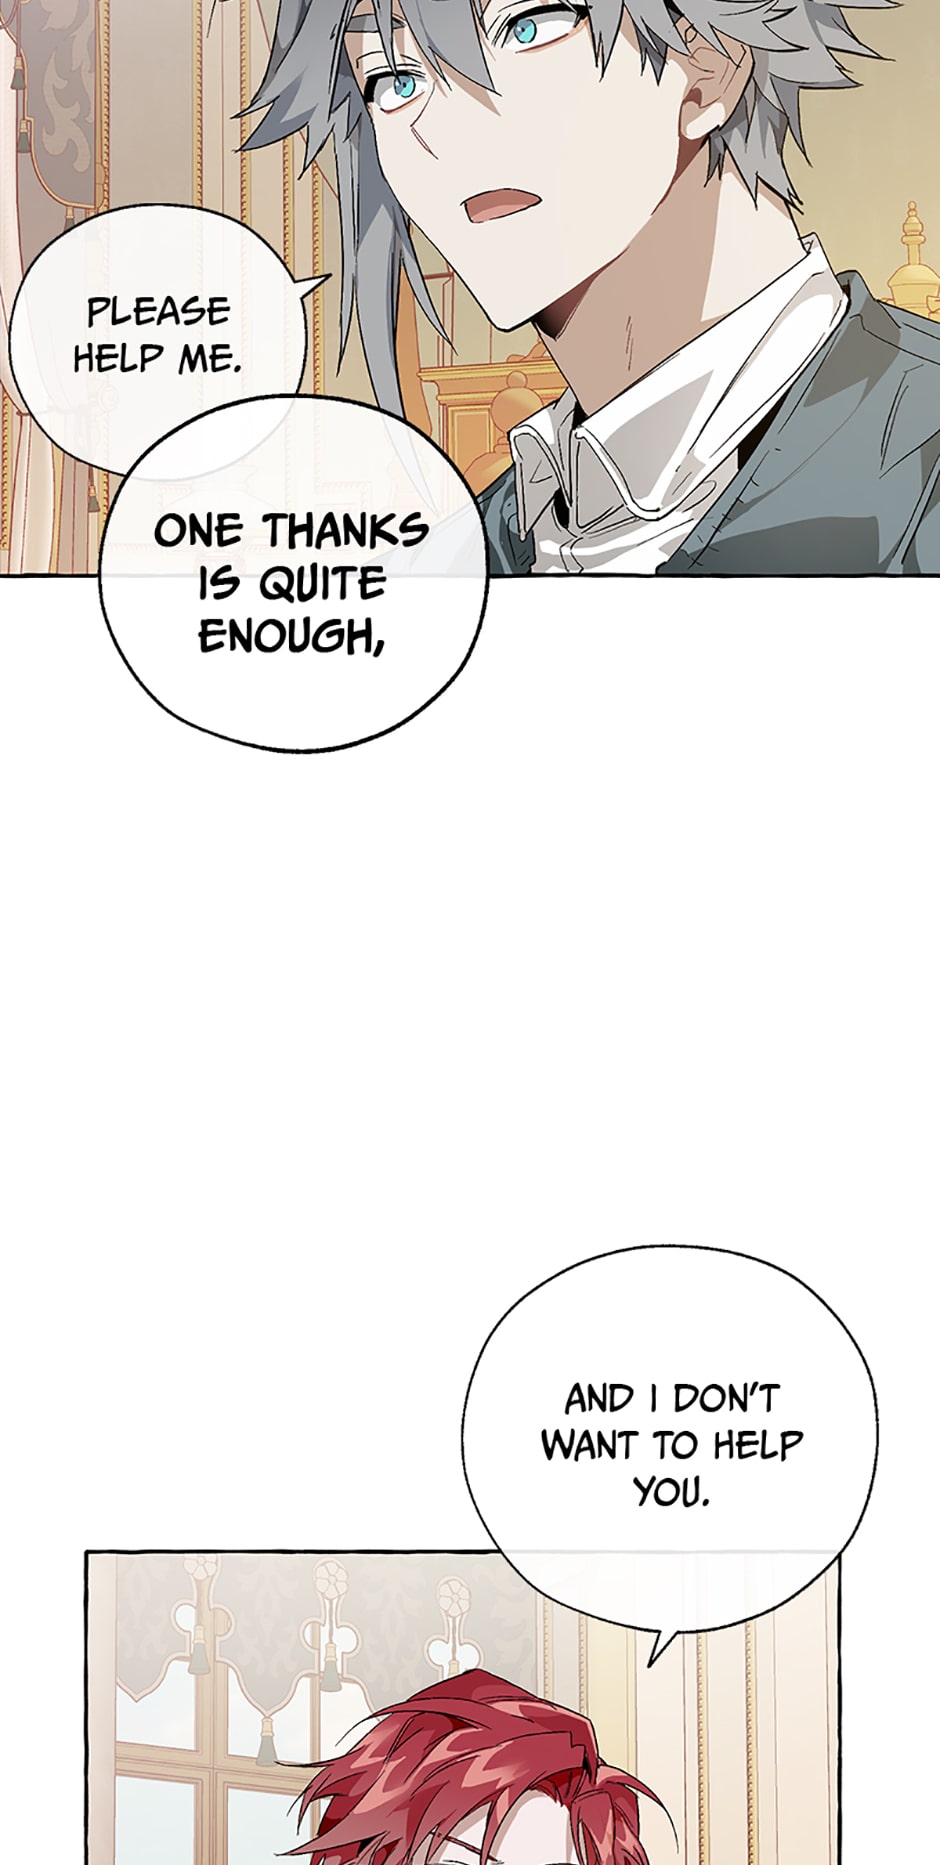 PLEASE
HELP ME.
ONE THANKS
IS QUITE
ENOUGH,
AND I DON'T
WANT TO HELP
YOU.